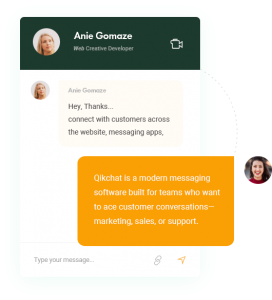 Anie Gomaze
Web Creative Developer
Anie Gomaze
Hey, Thanks...
connect with customers across
the website, messaging apps,
Qikchat is a modern messaging
software built for teams who want
to ace customer conversations—
marketing, sales, or support.
Type your message...